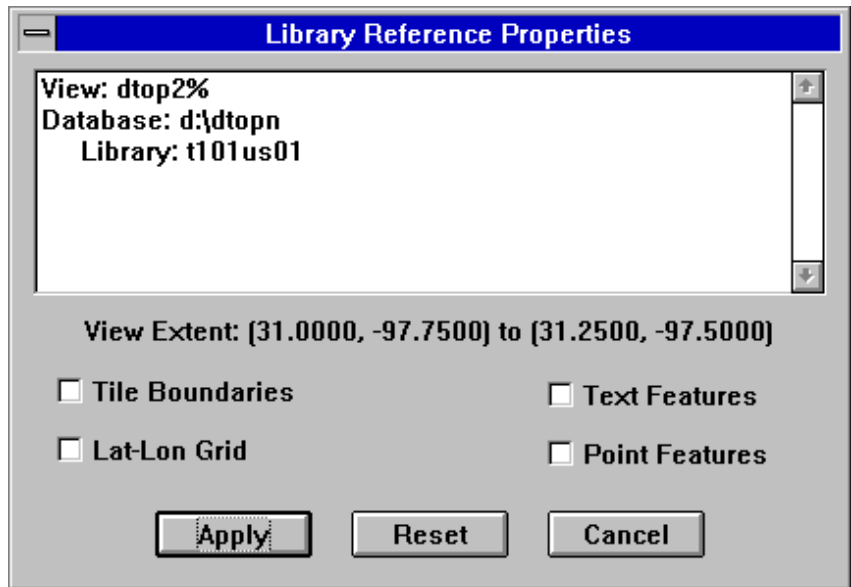 Library Reference Properties
View: dtop2%
Database: d:\dtopn
Library: t101us01
View Extent: (31.0000, -97.7500) to (31.2500, -97.5000)
Tile Boundaries
Text Features
Lat-Lon Grid
Point Features
Apply
Reset
Cancel